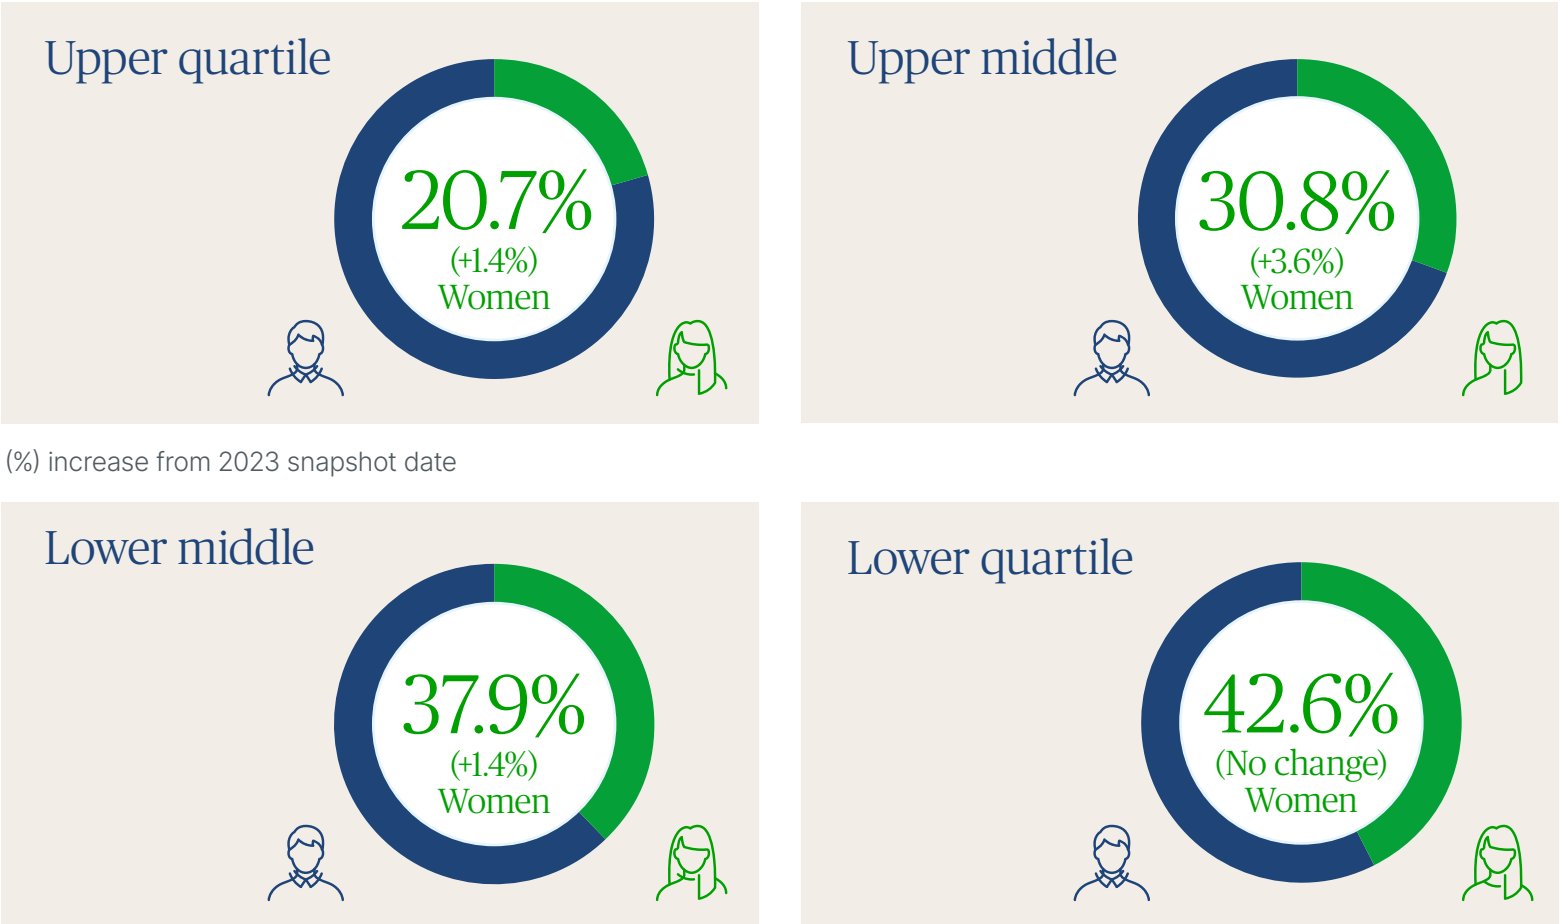 Upper quartile
20.7%
(+1.4%)
Women
Upper middle
30.8%
(+3.6%)
Women
(%) increase from 2023 snapshot date
Lower middle
37.9%
(+1.4%)
Women
Lower quartile
42.6%
(No change)
Women